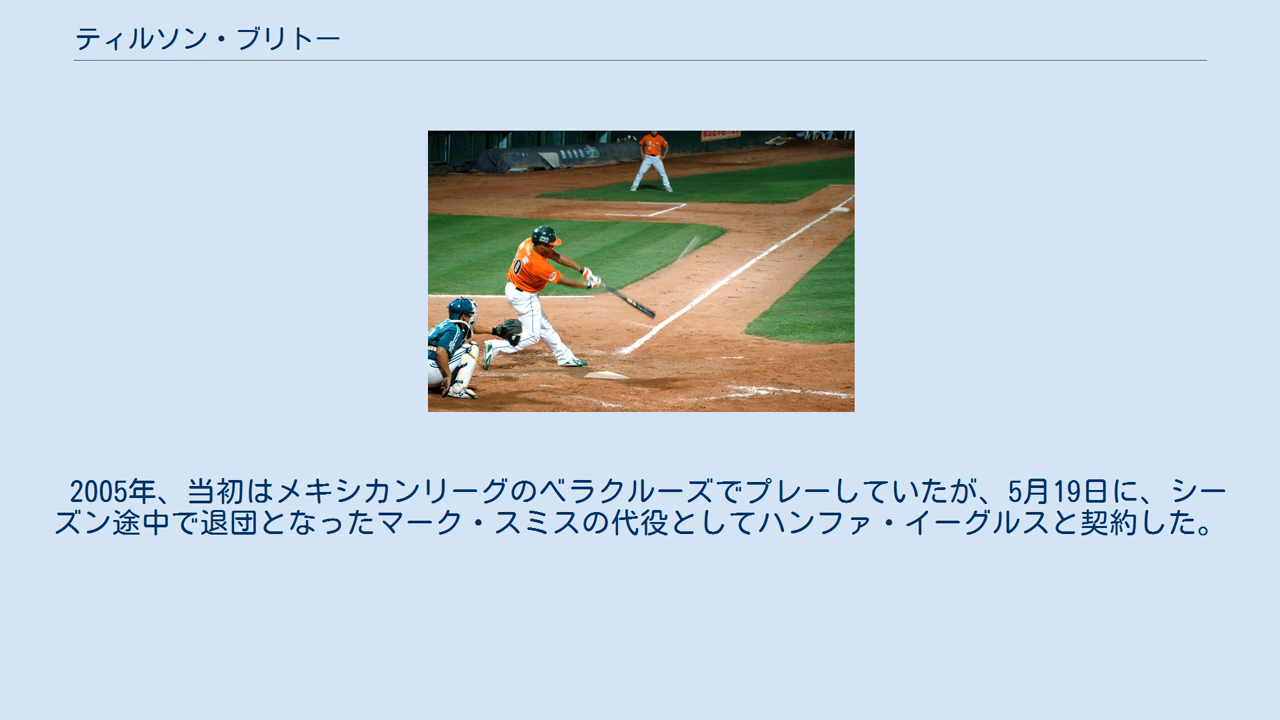 ティルソン・ブリトー
2005年、当初はメキシカンリーグのベラクルーズでプレーしていたが、5月19日に、シー
ズン途中で退団となったマーク・スミスの代役としてハンファ・イーグルスと契約した。